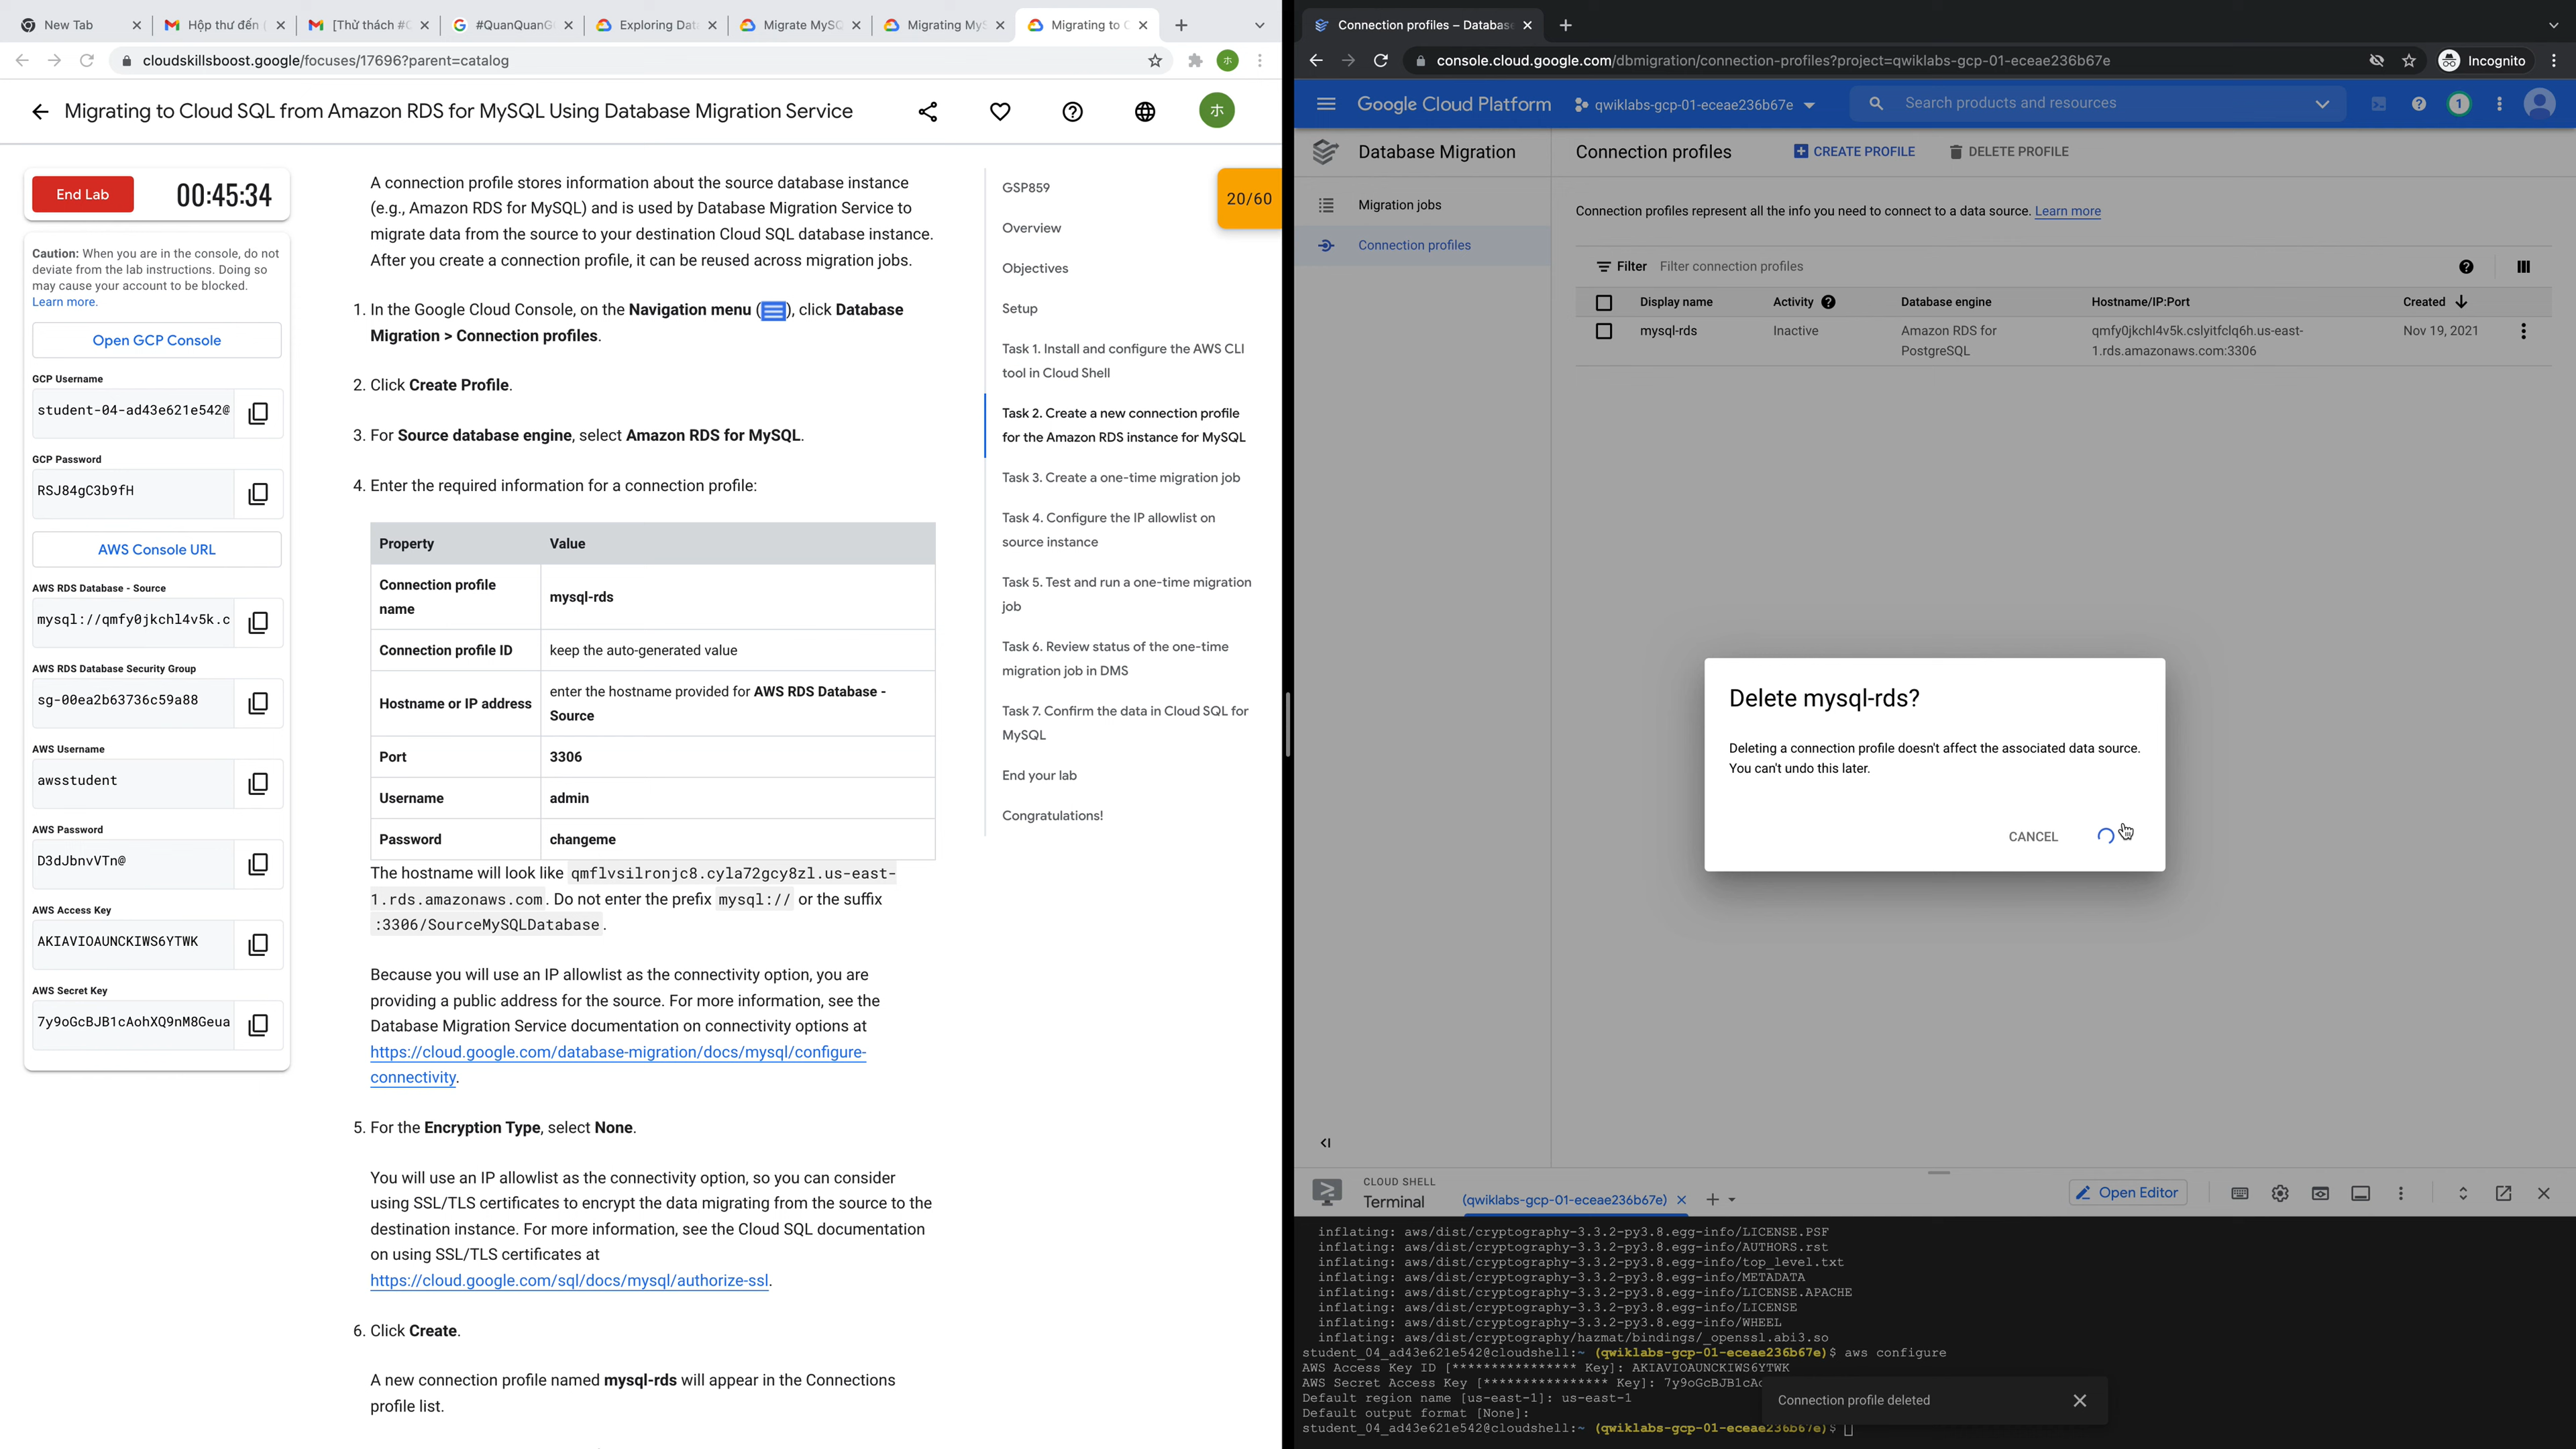 New Tab
Hộp thư đến (
[Thử thách #C
#QuanQuanG
Exploring Dat
Migrate MySQ
Migrating MyS
Migrating to C
cloudskillsboost.google/focuses/17696?parent=catalog
ホ
Migrating to Cloud SQL from Amazon RDS for MySQL Using Database Migration Service
ホ
End Lab
00:45:34
Caution: When you are in the console, do not
deviate from the lab instructions. Doing so
may cause your account to be blocked.
Learn more.
Open GCP Console
GCP Username
student-04-ad43e621e542@
GCP Password
RSJ84gC3b9fH
AWS Console URL
AWS RDS Database - Source
mysql://qmfy0jkchl4v5k.c
AWS RDS Database Security Group
sg-00ea2b63736c59a88
AWS Username
awsstudent
AWS Password
D3dJbnvVTn@
AWS Access Key
AKIAVIOAUNCKIWS6YTWK
AWS Secret Key
7y9oGcBJB1cAohXQ9nM8Geua
A connection profile stores information about the source database instance
(e.g., Amazon RDS for MySQL) and is used by Database Migration Service to
migrate data from the source to your destination Cloud SQL database instance.
After you create a connection profile, it can be reused across migration jobs.
1. In the Google Cloud Console, on the Navigation menu (), click Database
Migration > Connection profiles.
2. Click Create Profile.
3. For Source database engine, select Amazon RDS for MySQL.
4. Enter the required information for a connection profile:
Property Value
Connection profile
name
mysql-rds
Connection profile ID keep the auto-generated value
Hostname or IP address
enter the hostname provided for AWS RDS Database -
Source
Port 3306
Username admin
Password changeme
The hostname will look like qmflvsilronjc8.cyla72gcy8zl.us-east-
1.rds.amazonaws.com. Do not enter the prefix mysql:// or the suffix
:3306/SourceMySQLDatabase.
Because you will use an IP allowlist as the connectivity option, you are
providing a public address for the source. For more information, see the
Database Migration Service documentation on connectivity options at
https://cloud.google.com/database-migration/docs/mysql/configure-
connectivity.
5. For the Encryption Type, select None.
You will use an IP allowlist as the connectivity option, so you can consider
using SSL/TLS certificates to encrypt the data migrating from the source to the
destination instance. For more information, see the Cloud SQL documentation
on using SSL/TLS certificates at
https://cloud.google.com/sql/docs/mysql/authorize-ssl.
6. Click Create.
A new connection profile named mysql-rds will appear in the Connections
profile list.
20/60
GSP859
Overview
Objectives
Setup
Task 1. Install and configure the AWS CLI
tool in Cloud Shell
Task 2. Create a new connection profile
for the Amazon RDS instance for MySQL
Task 3. Create a one-time migration job
Task 4. Configure the IP allowlist on
source instance
Task 5. Test and run a one-time migration
job
Task 6. Review status of the one-time
migration job in DMS
Task 7. Confirm the data in Cloud SQL for
MySQL
End your lab
Congratulations!
Connection profiles – Database
console.cloud.google.com/dbmigration/connection-profiles?project=qwiklabs-gcp-01-eceae236b67e
Incognito
Google Cloud Platform
qwiklabs-gcp-01-eceae236b67e
Search products and resources
1
Database Migration
Connection profiles
CREATE PROFILE
DELETE PROFILE
Migration jobs
Connection profiles
Connection profiles represent all the info you need to connect to a data source. Learn more
Filter Filter connection profiles
Display name Activity Database engine Hostname/IP:Port Created
mysql-rds Inactive Amazon RDS for qmfy0jkchl4v5k.cslyitfclq6h.us-east- Nov 19, 2021
PostgreSQL 1.rds.amazonaws.com:3306
Delete mysql-rds?
Deleting a connection profile doesn't affect the associated data source.
You can't undo this later.
CANCEL
CLOUD SHELL
Terminal
(qwiklabs-gcp-01-eceae236b67e)
Open Editor
inflating: aws/dist/cryptography-3.3.2-py3.8.egg-info/LICENSE.PSF
inflating: aws/dist/cryptography-3.3.2-py3.8.egg-info/AUTHORS.rst
inflating: aws/dist/cryptography-3.3.2-py3.8.egg-info/top_level.txt
inflating: aws/dist/cryptography-3.3.2-py3.8.egg-info/METADATA
inflating: aws/dist/cryptography-3.3.2-py3.8.egg-info/LICENSE.APACHE
inflating: aws/dist/cryptography-3.3.2-py3.8.egg-info/LICENSE
inflating: aws/dist/cryptography-3.3.2-py3.8.egg-info/WHEEL
inflating: aws/dist/cryptography/hazmat/bindings/_openssl.abi3.so
student_04_ad43e621e542@cloudshell:~ (qwiklabs-gcp-01-eceae236b67e)$ aws configure
AWS Access Key ID [**************** Key]: AKIAVIOAUNCKIWS6YTWK
AWS Secret Access Key [**************** Key]: 7y9oGcBJB1cAo
Default region name [us-east-1]: us-east-1
Default output format [None]:
student_04_ad43e621e542@cloudshell:~ (qwiklabs-gcp-01-eceae236b67e)$
Connection profile deleted